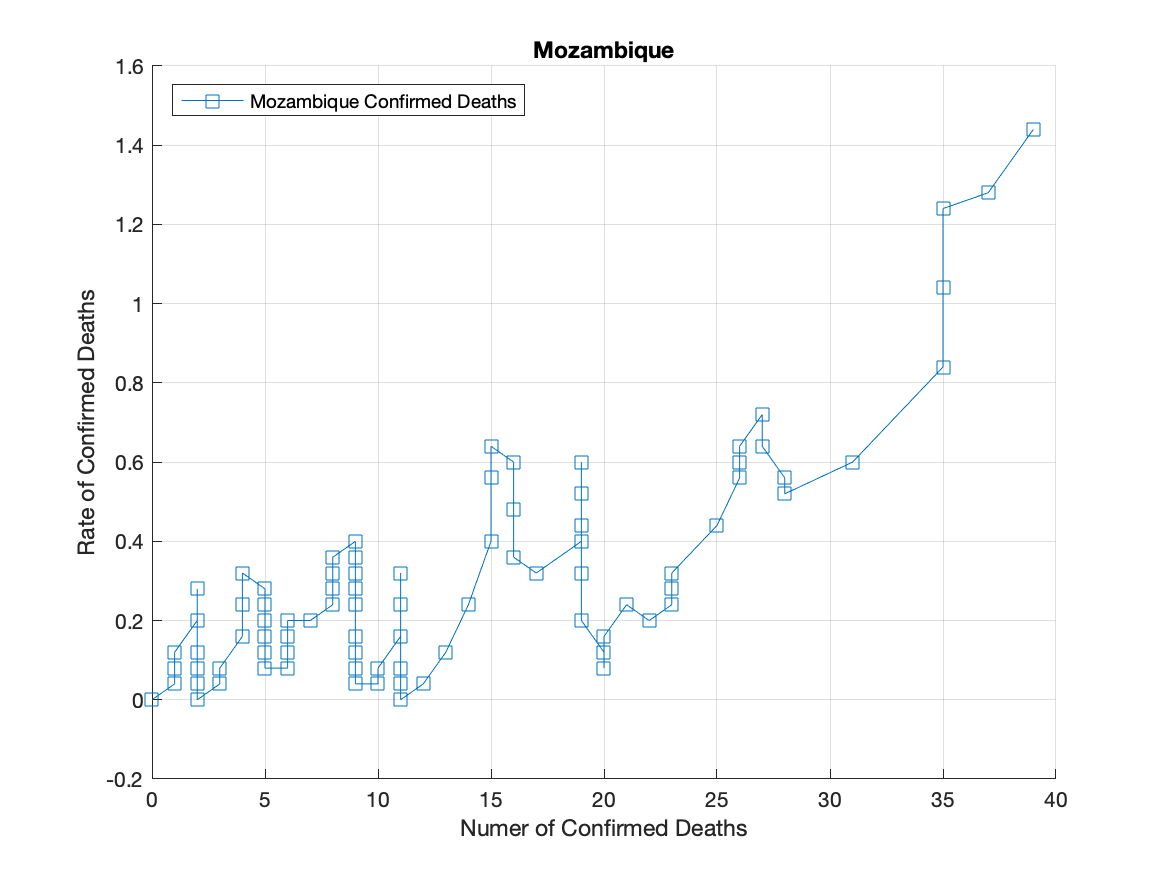 Mozambique
Mozambique Confirmed Deaths
1.6
1.4
1.2
1
0.8
0.6
0.4
0.2
0
-0.2
Rate of Confirmed Deaths
0 5 10 15 20 25 30 35 40
Numer of Confirmed Deaths